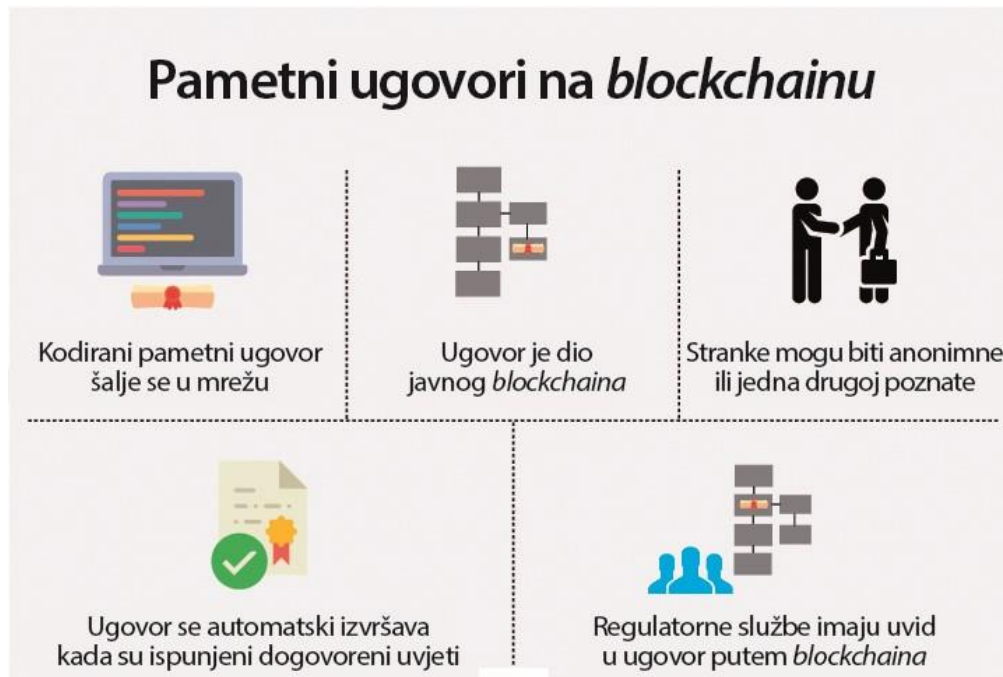 Pametni ugovori na blockchainu
Kodirani pametni ugovor
šalje se u mrežu
Ugovor je dio
javnog blockchaina
Stranke mogu biti anonimne
ili jedna drugoj poznate
Ugovor se automatski izvršava
kada su ispunjeni dogovoreni uvjeti
Regulatorne službe imaju uvid
u ugovor putem blockchaina